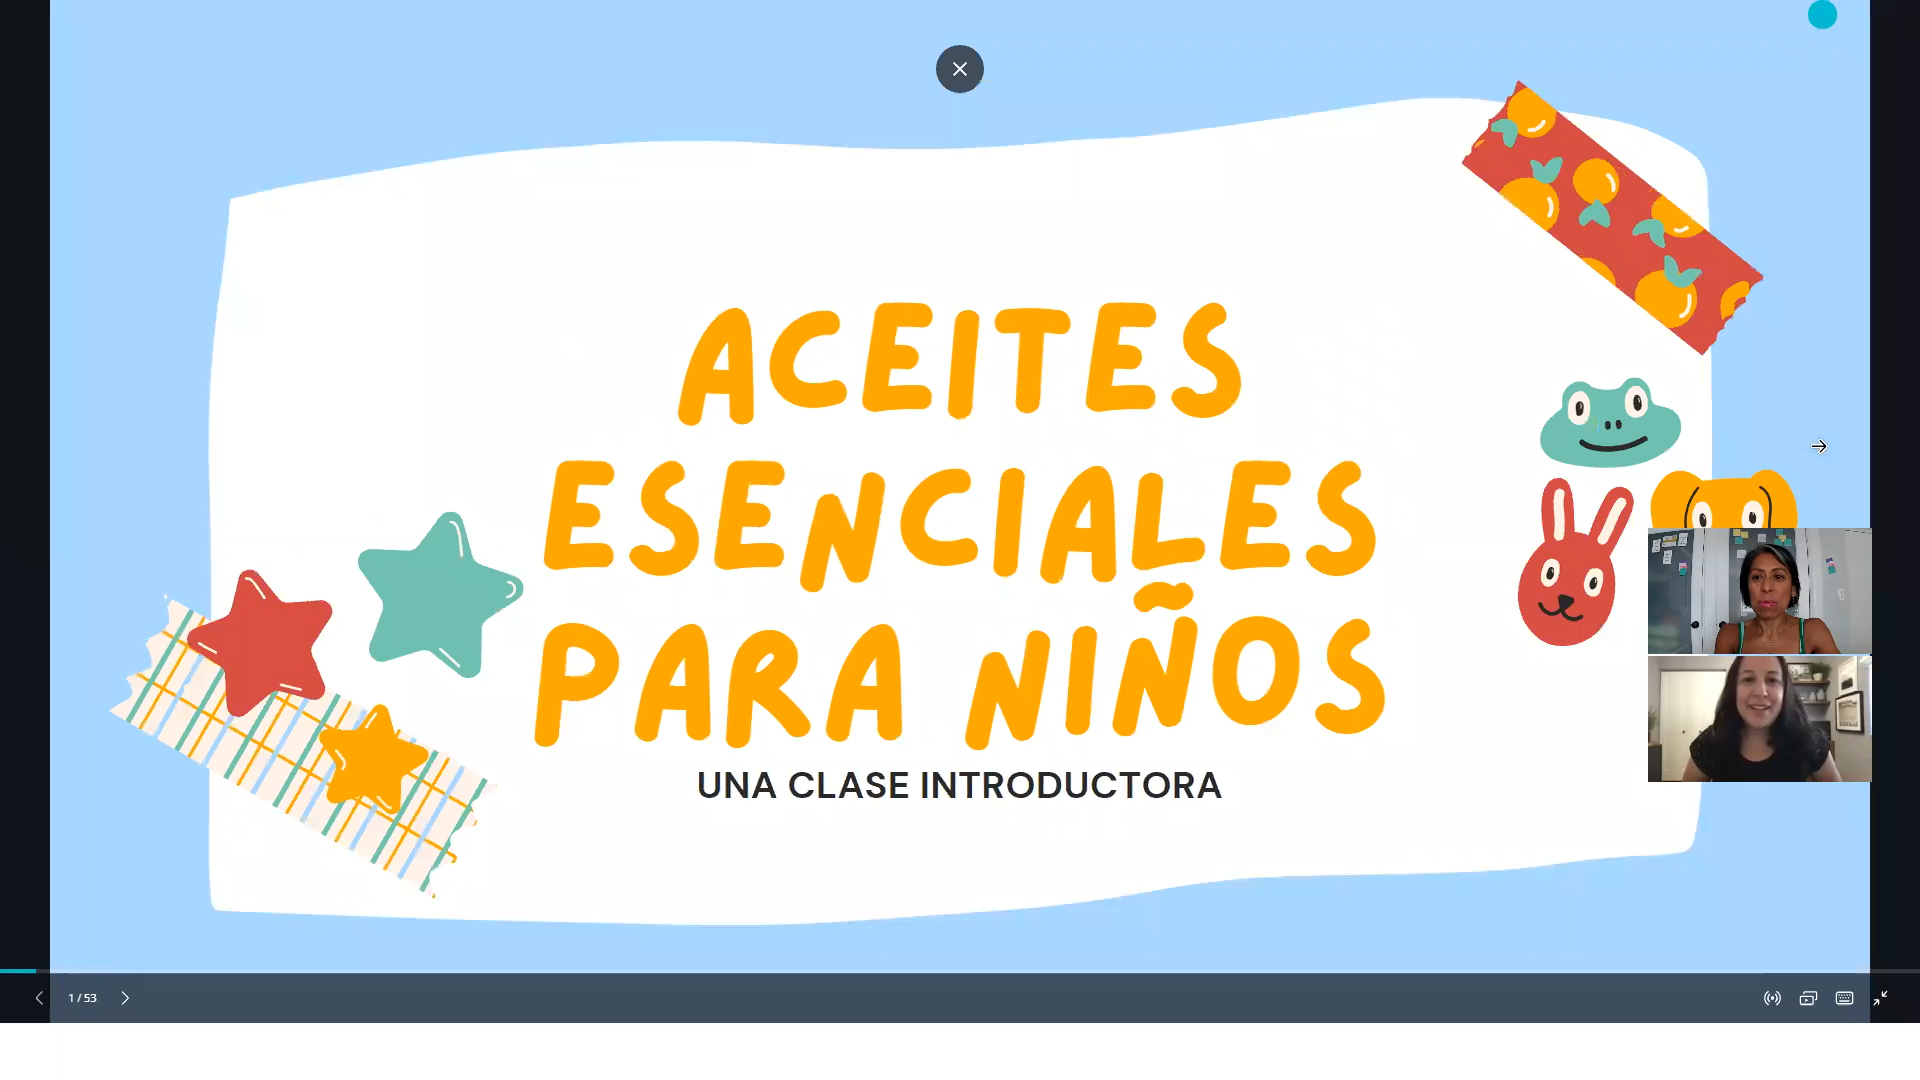 ACEITES
ESENCIALES
PARA NIÑOS
UNA CLASE INTRODUCTORA
1 / 53